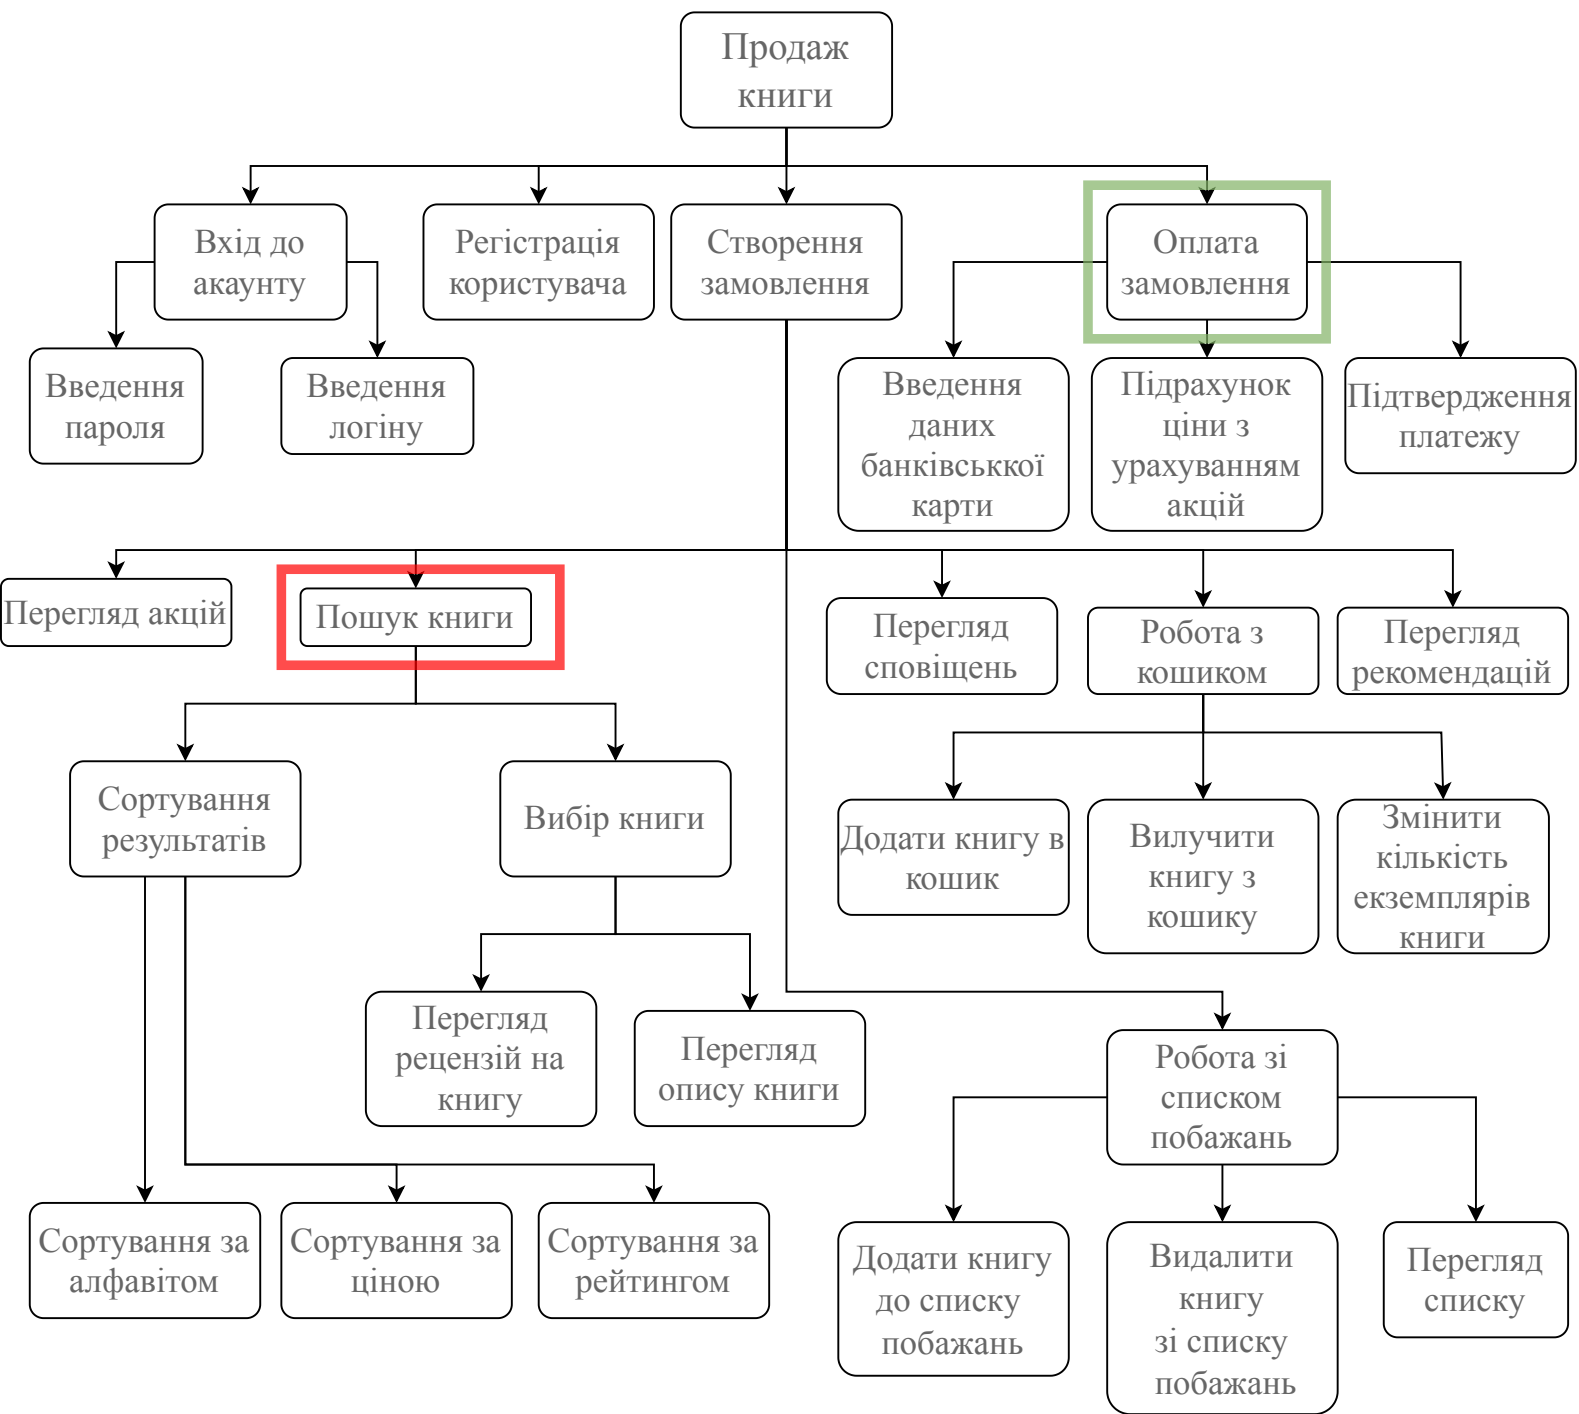 Продаж
книги
Вхід до
акаунту
Регістрація
користувача
Створення
замовлення
Оплата
замовлення
Введення
пароля
Введення
логіну
Введення
даних
банківськкої
карти
Підрахунок
ціни з
урахуванням
акцій
Підтвердження
платежу
Перегляд акцій
Пошук книги
Перегляд
сповіщень
Робота з
кошиком
Перегляд
рекомендацій
Сортування
результатів
Вибір книги
Додати книгу в
кошик
Вилучити
книгу з
кошику
Змінити
кількість
екземплярів
книги
Перегляд
рецензій на
книгу
Перегляд
опису книги
Робота зі
списком
побажань
Сортування за
алфавітом
Сортування за
ціною
Сортування за
рейтингом
Додати книгу
до списку
побажань
Видалити
книгу
зі списку
побажань
Перегляд
списку